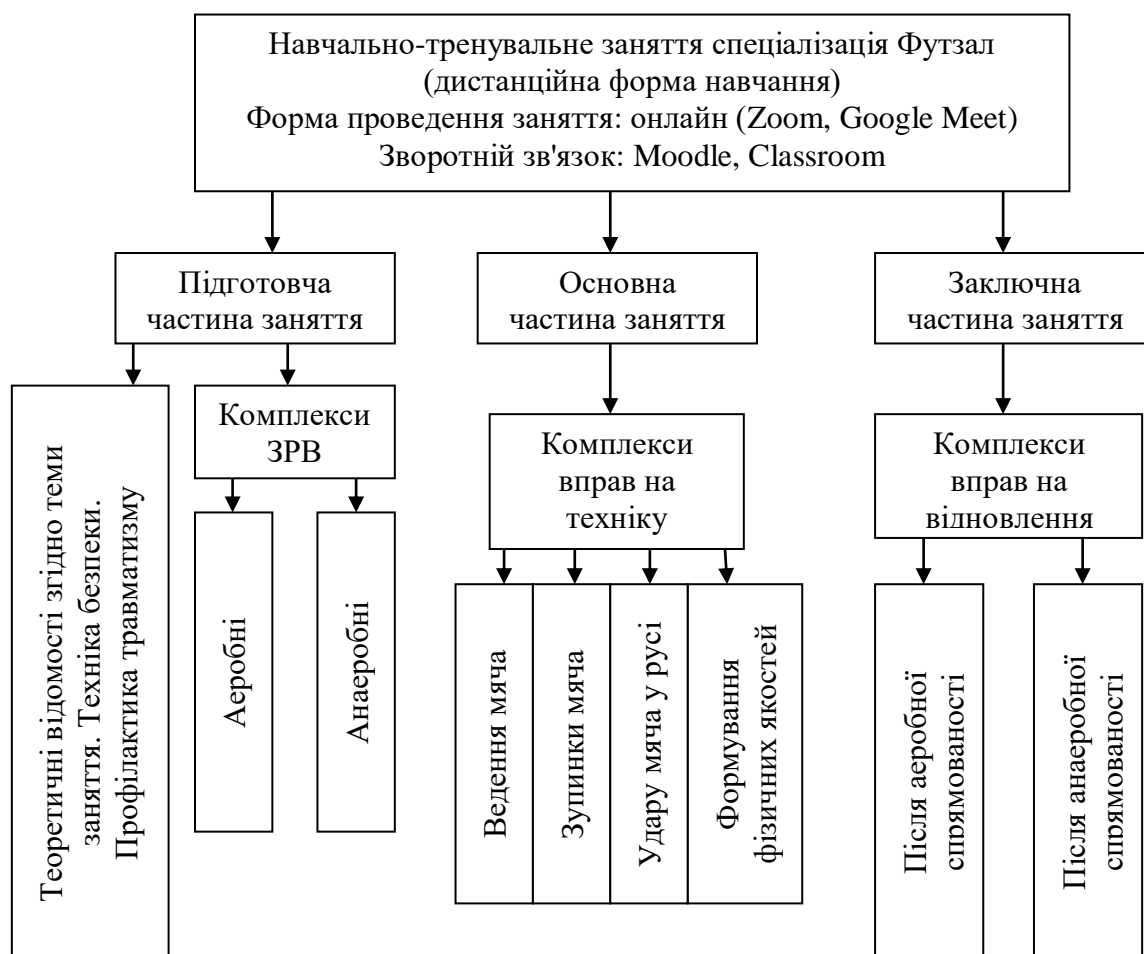 Навчально-тренувальне заняття спеціалізація Футзал
(дистанційна форма навчання)
Форма проведення заняття: онлайн (Zoom, Google Meet)
Зворотній зв'язок: Moodle, Classroom
Підготовча
частина заняття
Основна
частина заняття
Заключна
частина заняття
Теоретичні відомості згідно теми
заняття. Техніка безпеки.
Профілактика травматизму
Комплекси
ЗРВ
Аеробні
Анаеробні
Комплекси
вправ на
техніку
Ведення мяча
Зупинки мяча
Удару мяча у русі
Формування
фізичних якостей
Комплекси
вправ на
відновлення
Після аеробної
спрямованості
Після анаеробної
спрямованості